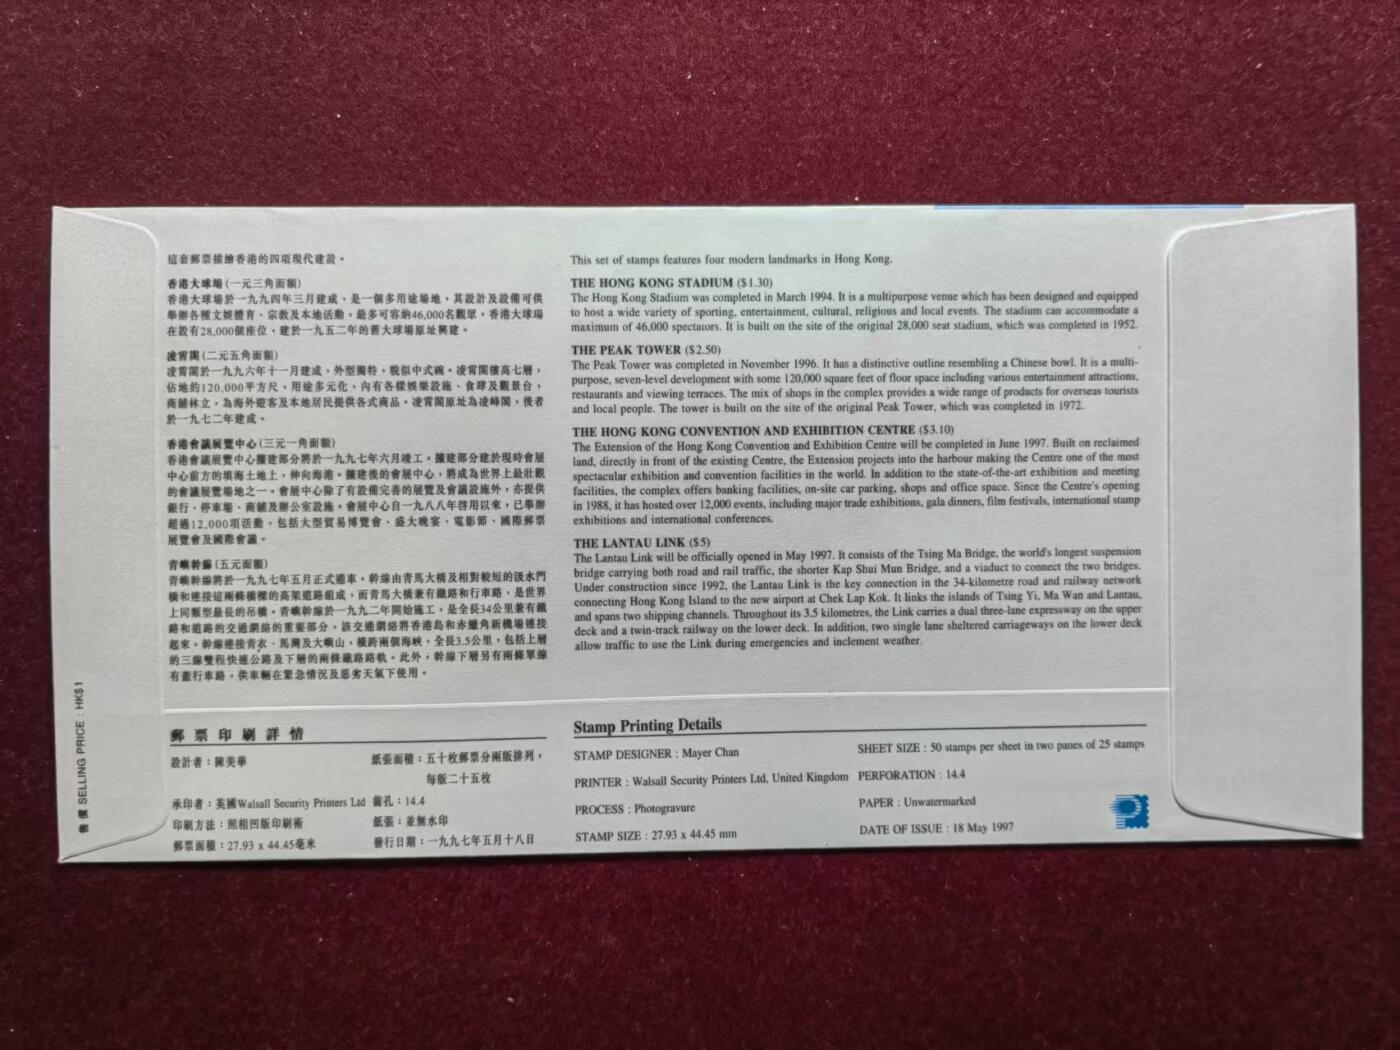 這套郵票描繪香港的四項現代建設。
香港大球場(一元三角面額)
香港大球場於一九九四年三月建成、是一個多用途場地，其設計及設備可供
舉辦各種文娛體育、宗教及本地活動，最多可容納46,000名觀眾。香港大球場
在設有28,000個座位，建於一九五二年的舊大球場原址興建。
凌霄閣(二元五角面額)
凌霄閣於一九九六年十一月建成，外型獨特，貌似中式碗。凌霄閣樓高七層，
佔地約120,000平方尺，用途多元化，內有各樣娛樂設施、食肆及觀景台，
商舖林立，為海外遊客及本地居民提供各式商品。凌霄閣原址為凌峰閣，後者
於一九七二年建成。
香港會議展覽中心(三元一角面額)
香港會議展覽中心擴建部分將於一九九七年六月竣工。擴建部分建於現時會展
中心前方的填海土地上、伸向海港。擴建後的會展中心，將成為世界上最壯觀
的會議展覽場地之一。會展中心除了有設備完善的展覽及會議設施外，亦提供
銀行、停車場、商舖及辦公室設施。會展中心自一九八八年啓用以來，已舉辦
超過12,000項活動，包括大型貿易博覽會、盛大晚宴、電影節、國際郵票
展覽會及國際會議。
青嶼幹線(五元面額)
青嶼幹線將於一九九七年五月正式通車。幹線由青馬大橋及相對較短的汲水門
橋和連接這兩條橋樑的高架道路組成，而青馬大橋兼有鐵路和行車路，是世界
上同類型最長的吊橋。青嶼幹線於一九九二年開始施工，是全長34公里兼有鐵
路和道路的交通網絡的重要部分，該交通網絡將香港島和赤鱲角新機場連接
起來。幹線連接青衣、馬灣及大嶼山，橫跨兩個海峽，全長3.5公里，包括上層
的三線雙程快速公路及下層的兩條鐵路路軌。此外，幹線下層另有兩條單線
有蓋行車路，供車輛在緊急情況及惡劣天氣下使用。
This set of stamps features four modern landmarks in Hong Kong.
THE HONG KONG STADIUM ($1.30)
The Hong Kong Stadium was completed in March 1994. It is a multipurpose venue which has been designed and equipped
to host a wide variety of sporting, entertainment, cultural, religious and local events. The stadium can accommodate a
maximum of 46,000 spectators. It is built on the site of the original 28,000 seat stadium, which was completed in 1952.
THE PEAK TOWER ($2.50)
The Peak Tower was completed in November 1996. It has a distinctive outline resembling a Chinese bowl. It is a multi-
purpose, seven-level development with some 120,000 square feet of floor space including various entertainment attractions,
restaurants and viewing terraces. The mix of shops in the complex provides a wide range of products for overseas tourists
and local people. The tower is built on the site of the original Peak Tower, which was completed in 1972.
THE HONG KONG CONVENTION AND EXHIBITION CENTRE ($3.10)
The Extension of the Hong Kong Convention and Exhibition Centre will be completed in June 1997. Built on reclaimed
land, directly in front of the existing Centre, the Extension projects into the harbour making the Centre one of the most
spectacular exhibition and convention facilities in the world. In addition to the state-of-the-art exhibition and meeting
facilities, the complex offers banking facilities, on-site car parking, shops and office space. Since the Centre's opening
in 1988, it has hosted over 12,000 events, including major trade exhibitions, gala dinners, film festivals, international stamp
exhibitions and international conferences.
THE LANTAU LINK ($5)
The Lantau Link will be officially opened in May 1997. It consists of the Tsing Ma Bridge, the world's longest suspension
bridge carrying both road and rail traffic, the shorter Kap Shui Mun Bridge, and a viaduct to connect the two bridges.
Under construction since 1992, the Lantau Link is the key connection in the 34-kilometre road and railway network
connecting Hong Kong Island to the new airport at Chek Lap Kok. It links the islands of Tsing Yi, Ma Wan and Lantau,
and spans two shipping channels. Throughout its 3.5 kilometres, the Link carries a dual three-lane expressway on the upper
deck and a twin-track railway on the lower deck. In addition, two single lane sheltered carriageways on the lower deck
allow traffic to use the Link during emergencies and inclement weather.
售價 SELLING PRICE : HK$1
郵票印刷詳情
設計者：陳美華
承印者：英國Walsall Security Printers Ltd
印刷方法：照相凹版印刷術
郵票面積：27.93 x 44.45毫米
紙張面積：五十枚郵票分兩版排列，
每版二十五枚
齒孔：14.4
紙張：並無水印
發行日期：一九九七年五月十八日
Stamp Printing Details
STAMP DESIGNER : Mayer Chan
PRINTER : Walsall Security Printers Ltd, United Kingdom
PROCESS : Photogravure
STAMP SIZE : 27.93 x 44.45 mm
SHEET SIZE : 50 stamps per sheet in two panes of 25 stamps
PERFORATION : 14.4
PAPER : Unwatermarked
DATE OF ISSUE : 18 May 1997